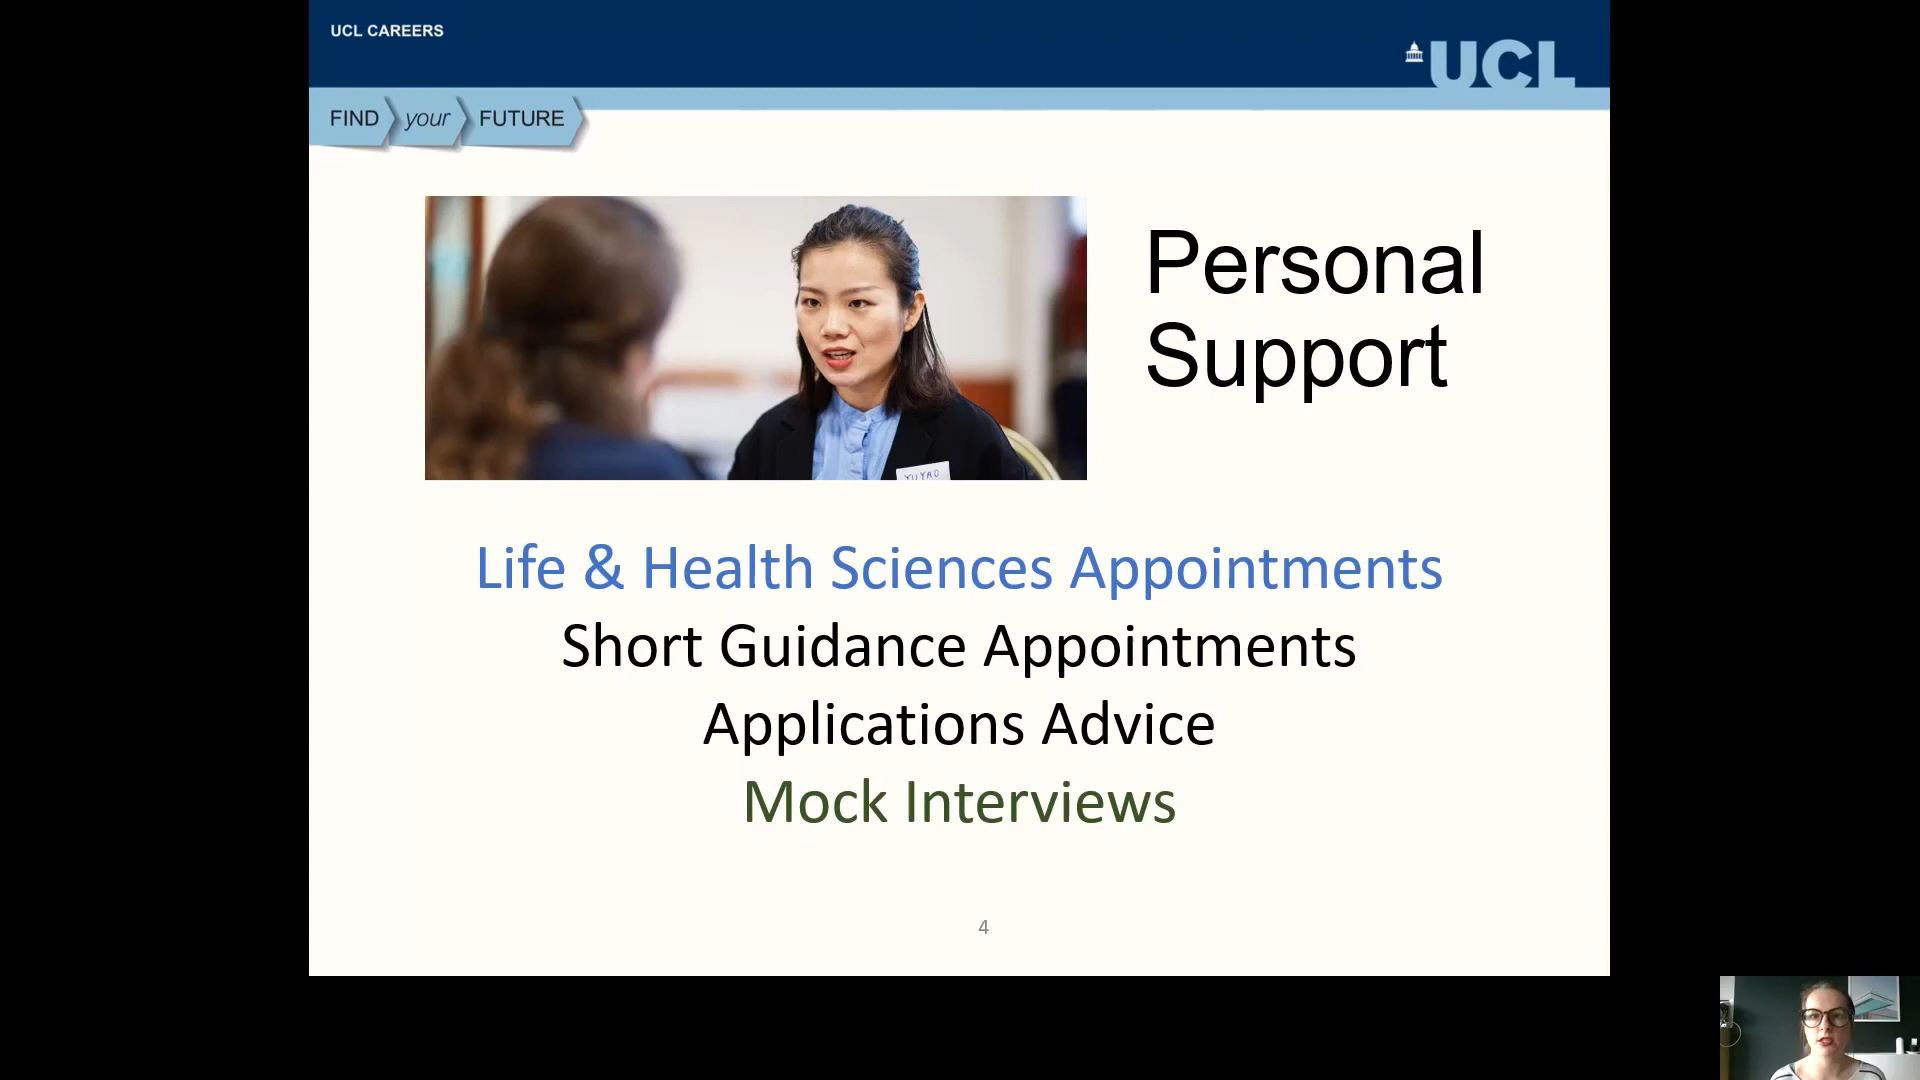 UCL CAREERS
UCL
FIND your FUTURE
Personal
Support
YUYAO
Life & Health Sciences Appointments
Short Guidance Appointments
Applications Advice
Mock Interviews
4